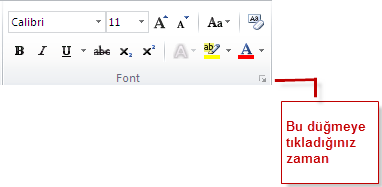 Calibri 11 A A Aa
B I U abc X₂ X² A ab A
Font
Bu düğmeye
tıkladığınız
zaman